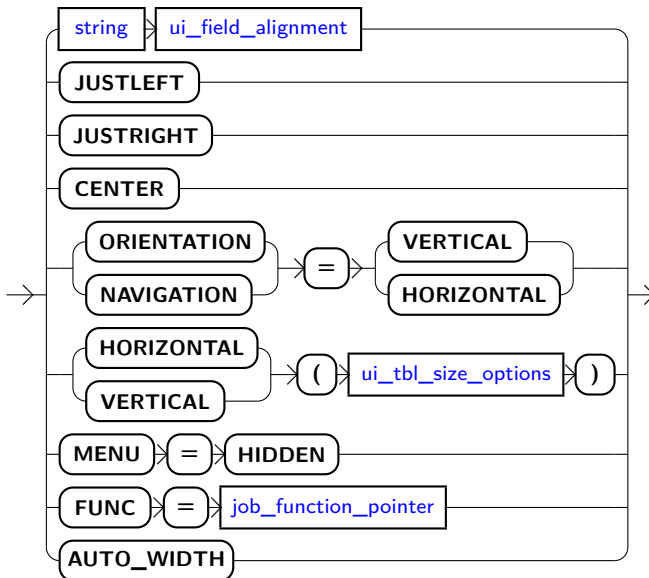 string ui_field_alignment
JUSTLEFT
JUSTRIGHT
CENTER
ORIENTATION VERTICAL
=
NAVIGATION HORIZONTAL
HORIZONTAL
( ui_tbl_size_options )
VERTICAL
MENU = HIDDEN
FUNC = job_function_pointer
AUTO_WIDTH